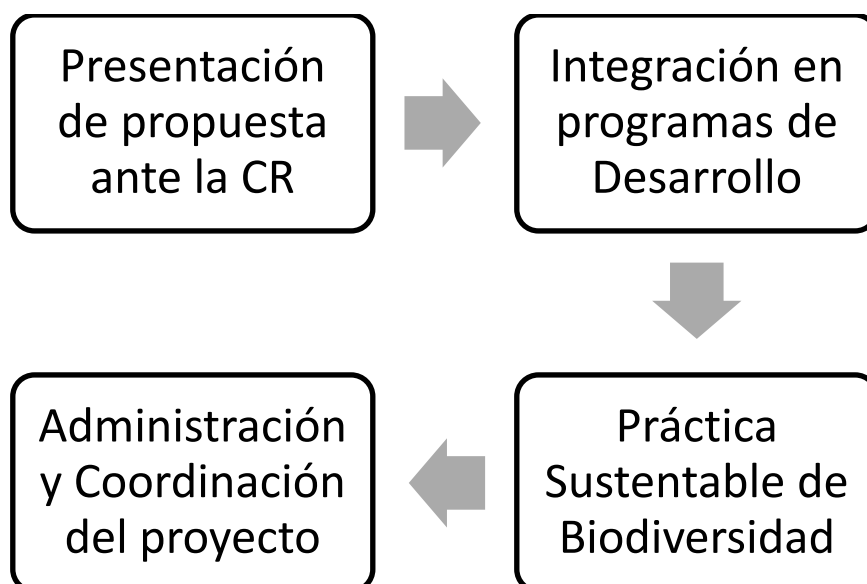 Presentación
de propuesta
ante la CR
Integración en
programas de
Desarrollo
Práctica
Sustentable de
Biodiversidad
Administración
y Coordinación
del proyecto